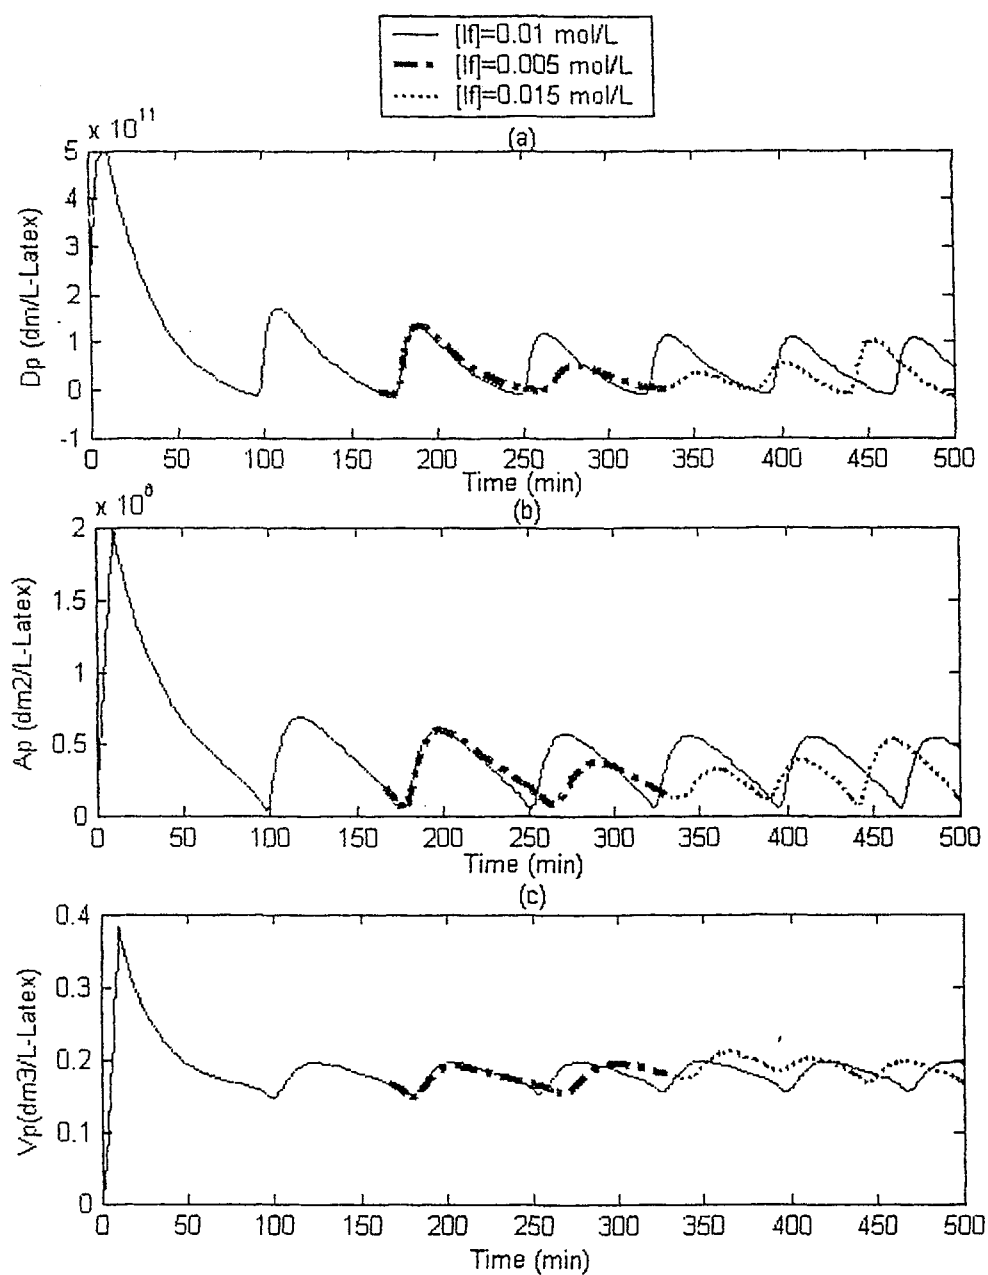 [If]=0.01 mol/L
[If]=0.005 mol/L
[If]=0.015 mol/L
x 10^11
(a)
5
4
3
2
1
0
-1
Dp (dm/L-Latex)
0 50 100 150 200 250 300 350 400 450 500
Time (min)
x 10^8
(b)
2
1.5
1
0.5
0
Ap (dm2/L-Latex)
0 50 100 150 200 250 300 350 400 450 500
Time (min)
(c)
0.4
0.3
0.2
0.1
0
Vp(dm3/L-Latex)
0 50 100 150 200 250 300 350 400 450 500
Time (min)